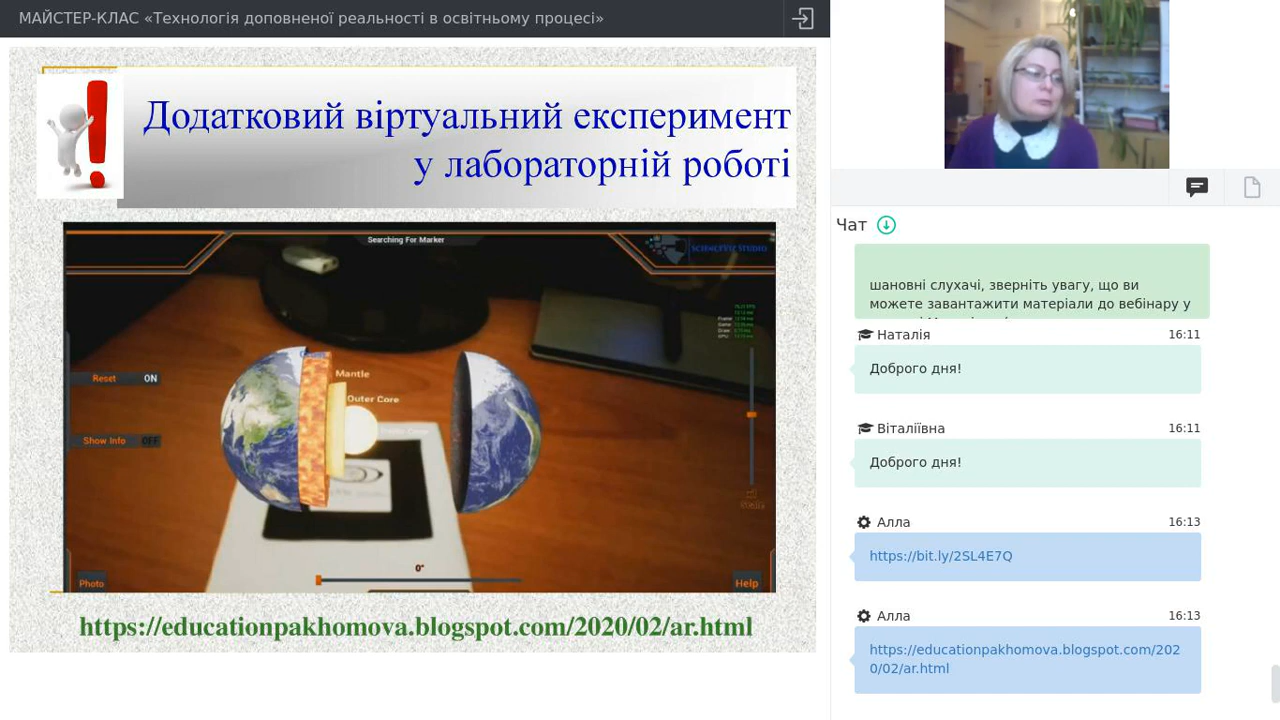 МАЙСТЕР-КЛАС «Технологія доповненої реальності в освітньому процесі»
Додатковий віртуальний експеримент
у лабораторній роботі
Searching For Marker
Reset ON
Mantle
Outer Core
Show Info OFF
0°
Photo
Help
https://educationpakhomova.blogspot.com/2020/02/ar.html
Чат
шановні слухачі, зверніть увагу, що ви
можете завантажити матеріали до вебінару у
Наталія 16:11
Доброго дня!
Віталіївна 16:11
Доброго дня!
Алла 16:13
https://bit.ly/2SL4E7Q
Алла 16:13
https://educationpakhomova.blogspot.com/202
0/02/ar.html